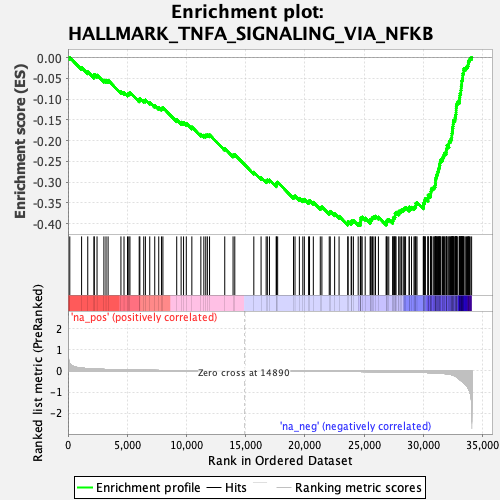 Enrichment plot:
HALLMARK_TNFA_SIGNALING_VIA_NFKB
Enrichment score (ES)
0.00
-0.05
-0.10
-0.15
-0.20
-0.25
-0.30
-0.35
-0.40
'na_pos' (positively correlated)
Ranked list metric (PreRanked)
2
1
0
-1
-2
Zero cross at 14890
'na_neg' (negatively correlated)
0 5,000 10,000 15,000 20,000 25,000 30,000 35,000
Rank in Ordered Dataset
Enrichment profile Hits Ranking metric scores